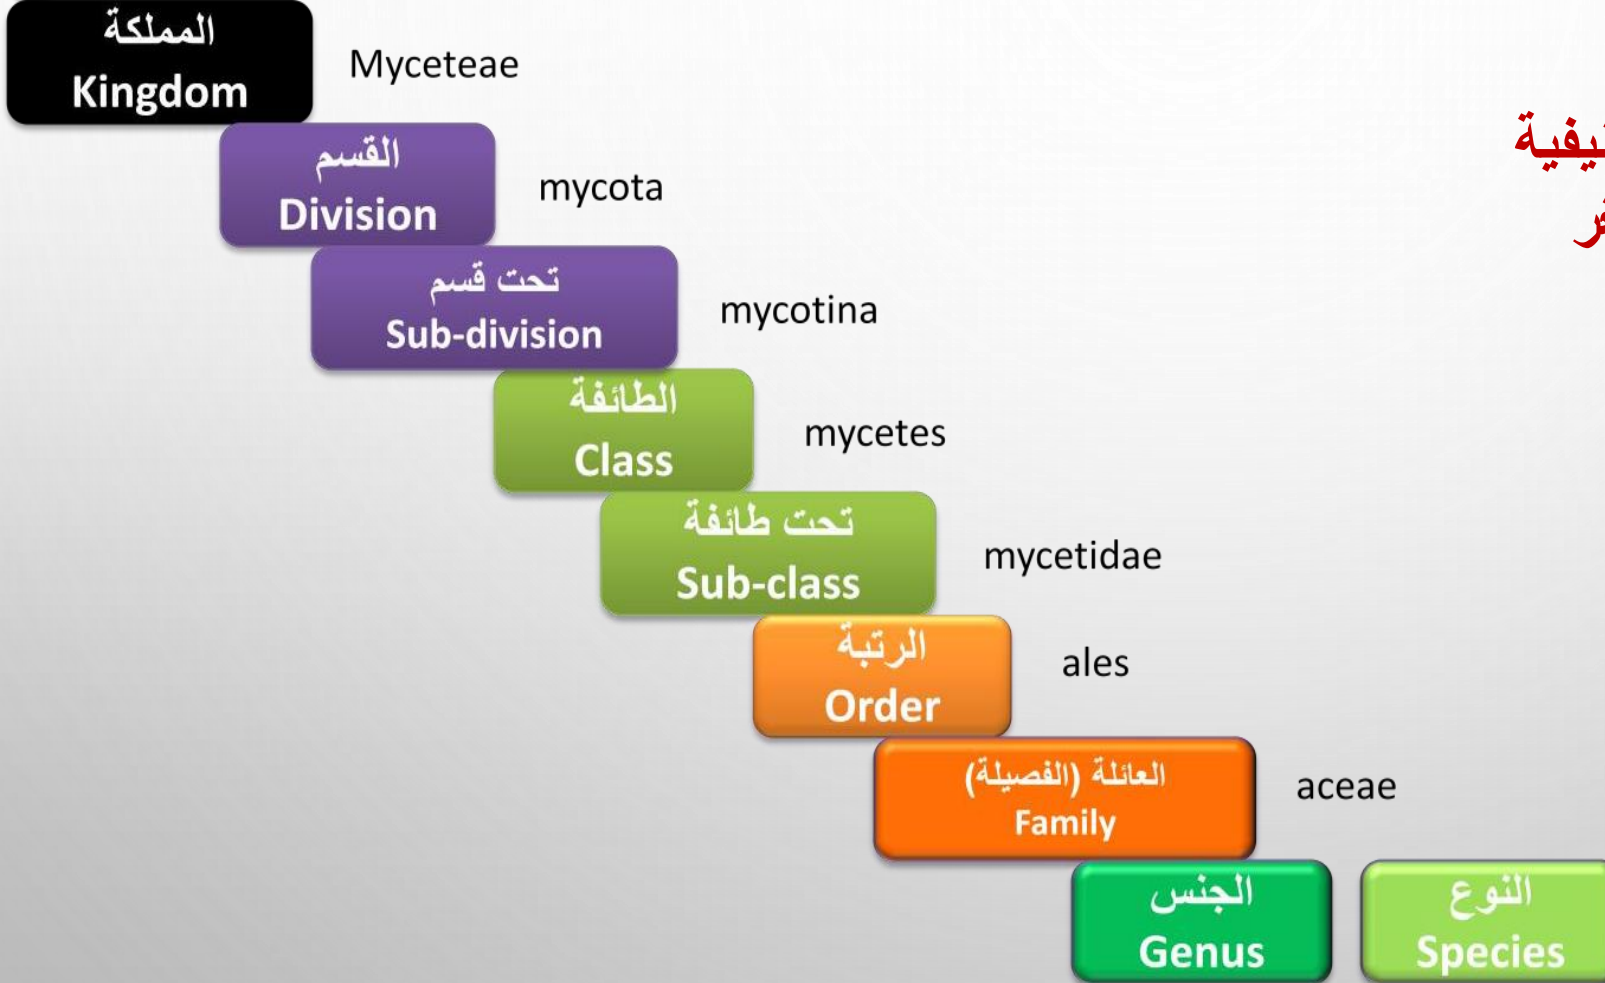 المملكة
Kingdom
Myceteae
القسم
Division
mycota
تحت قسم
Sub-division
mycotina
الطائفة
Class
mycetes
تحت طائفة
Sub-class
mycetidae
الرتبة
Order
ales
العائلة (الفصيلة)
Family
aceae
الجنس
Genus
النوع
Species